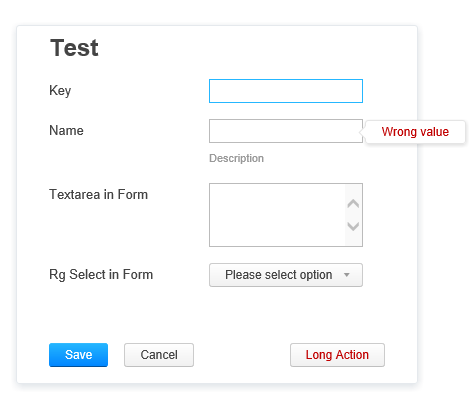 Test
Key
Name
Wrong value
Description
Textarea in Form
Rg Select in Form
Please select option
Save
Cancel
Long Action